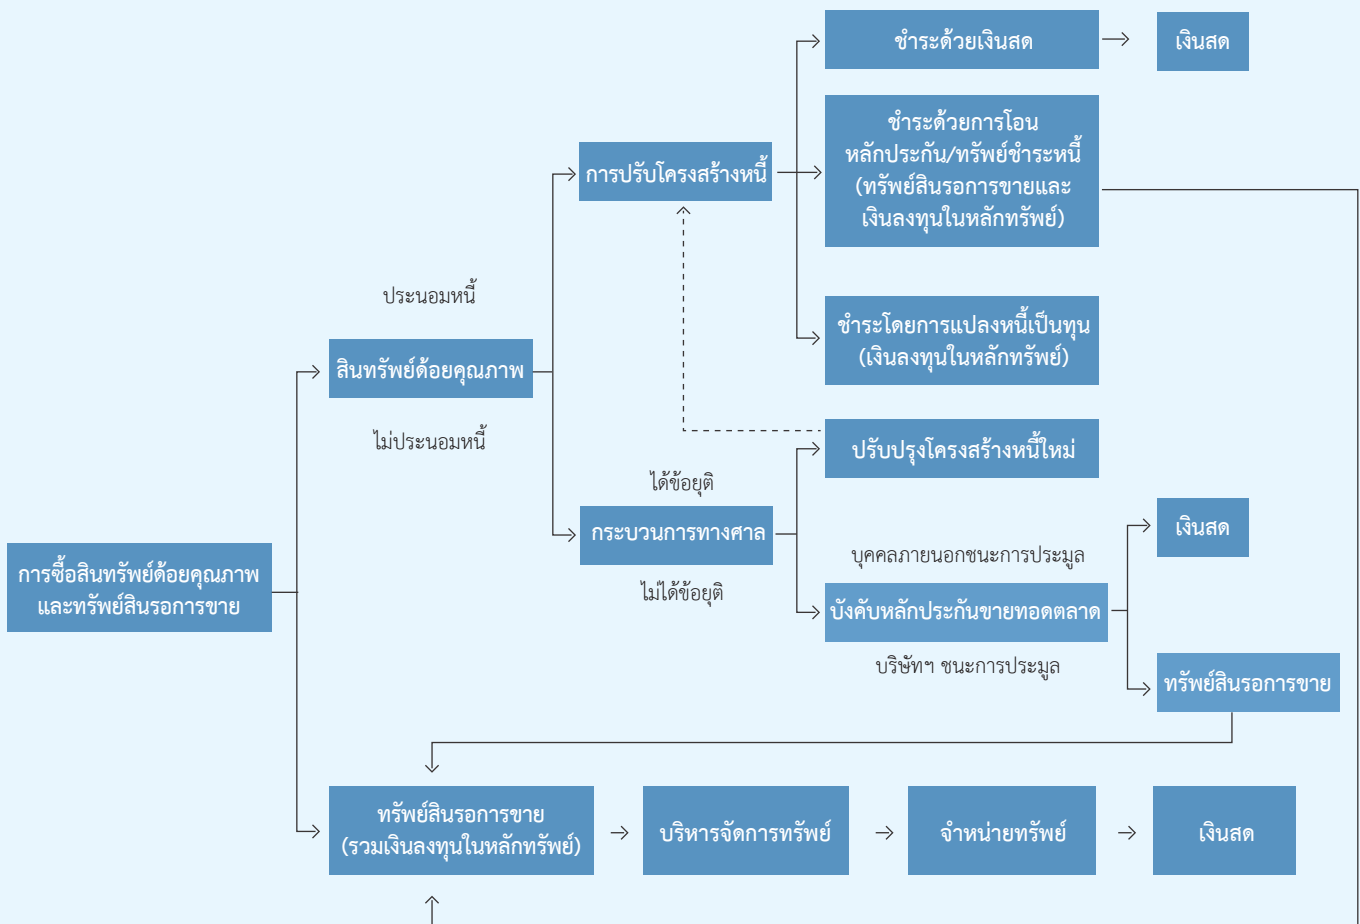 ชำระด้วยเงินสด
เงินสด
ชำระด้วยการโอน
หลักประกัน/ทรัพย์ชำระหนี้
(ทรัพย์สินรอการขายและ
เงินลงทุนในหลักทรัพย์)
การปรับโครงสร้างหนี้
ประนอมหนี้
ชำระโดยการแปลงหนี้เป็นทุน
(เงินลงทุนในหลักทรัพย์)
สินทรัพย์ด้อยคุณภาพ
ไม่ประนอมหนี้
ปรับปรุงโครงสร้างหนี้ใหม่
ได้ข้อยุติ
กระบวนการทางศาล
เงินสด
บุคคลภายนอกชนะการประมูล
การซื้อสินทรัพย์ด้อยคุณภาพ
และทรัพย์สินรอการขาย
ไม่ได้ข้อยุติ
บังคับหลักประกันขายทอดตลาด
บริษัทฯ ชนะการประมูล
ทรัพย์สินรอการขาย
ทรัพย์สินรอการขาย
(รวมเงินลงทุนในหลักทรัพย์)
บริหารจัดการทรัพย์
จำหน่ายทรัพย์
เงินสด